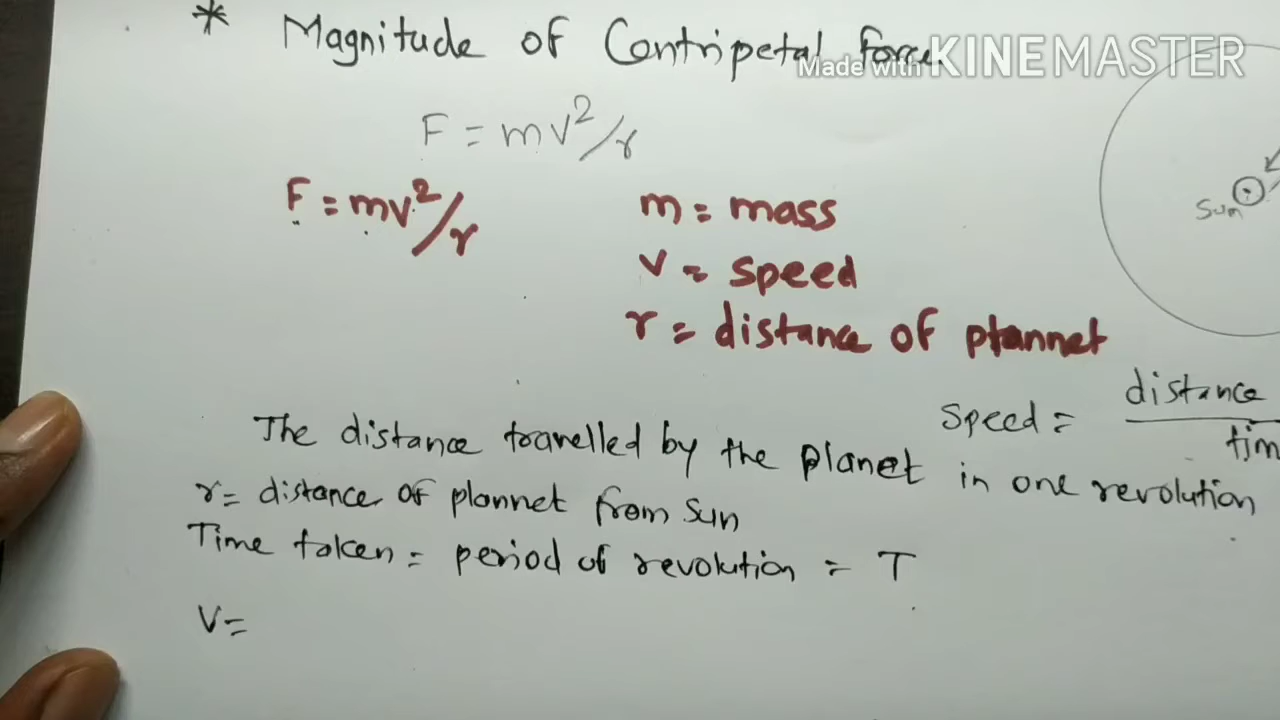 * Magnitude of Centripetal force
Made with KINEMASTER
F = mv²/r
F = mv²/r
m = mass
v = speed
r = distance of plannet
Sun
Speed = distance / tim
The distance travelled by the planet in one revolution
r = distance of plannet from Sun
Time taken = period of revolution = T
V =